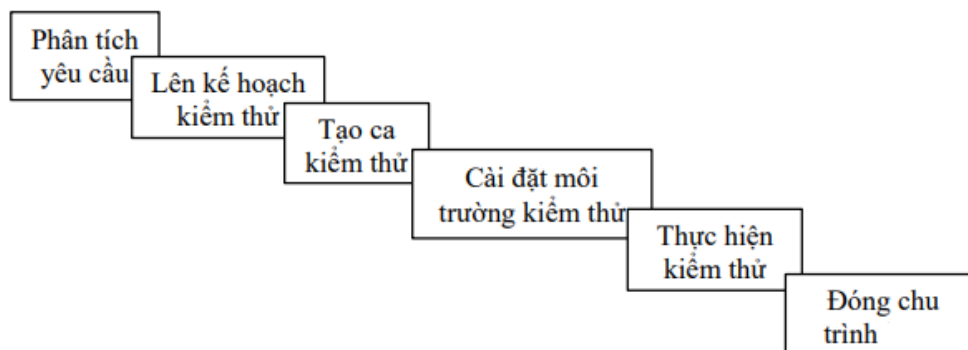 Phân tích
yêu cầu
Lên kế hoạch
kiểm thử
Tạo ca
kiểm thử
Cài đặt môi
trường kiểm thử
Thực hiện
kiểm thử
Đóng chu
trình